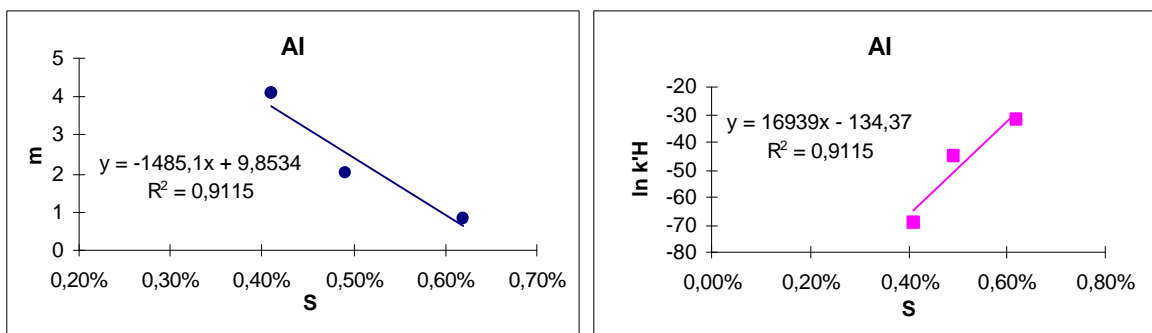 Al
5
4
3
2
1
0
m
y = -1485,1x + 9,8534
R² = 0,9115
0,20% 0,30% 0,40% 0,50% 0,60% 0,70%
S
Al
-20
-30
-40
-50
-60
-70
-80
ln k'H
y = 16939x - 134,37
R² = 0,9115
0,00% 0,20% 0,40% 0,60% 0,80%
S